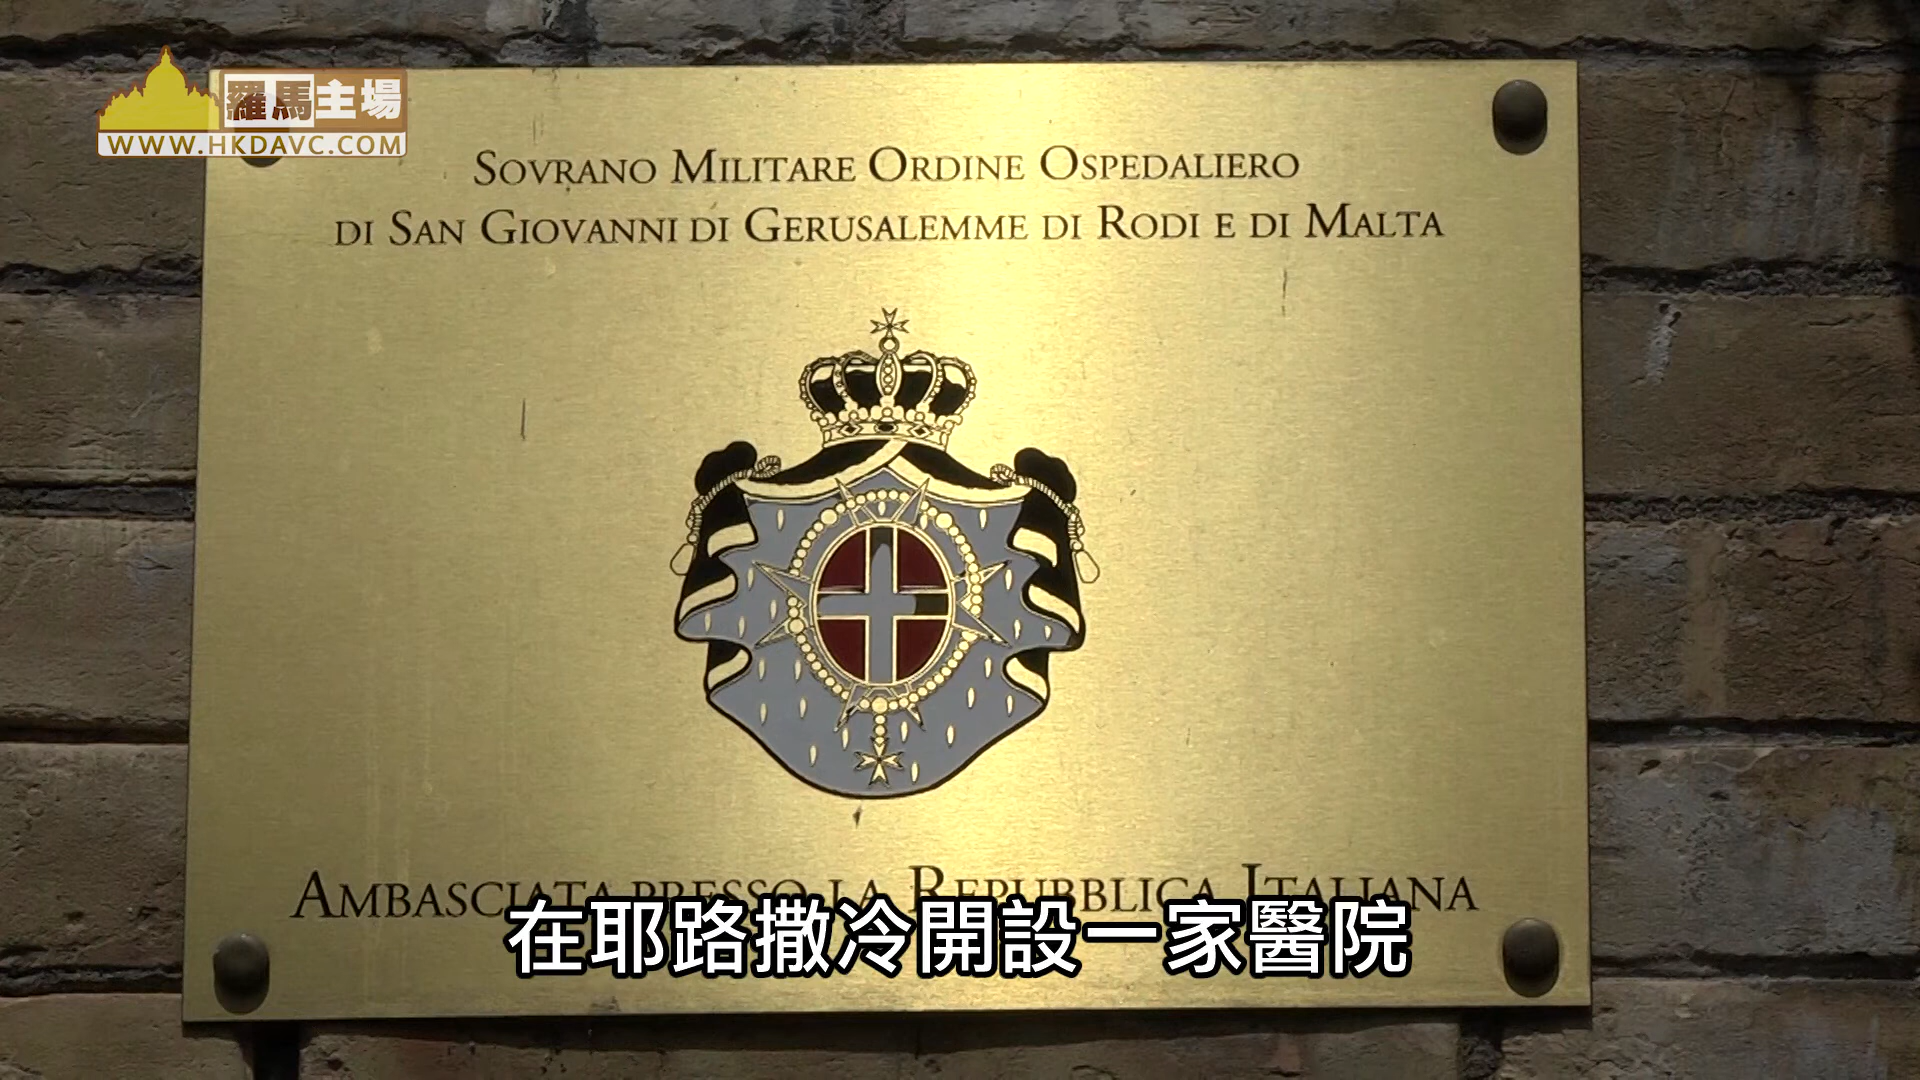 羅馬主場
WWW.HKDAVC.COM
SOVRANO MILITARE ORDINE OSPEDALIERO
DI SAN GIOVANNI DI GERUSALEMME DI RODI E DI MALTA
AMBASCIATA PRESSO LA REPUBBLICA ITALIANA
在耶路撒冷開設一家醫院